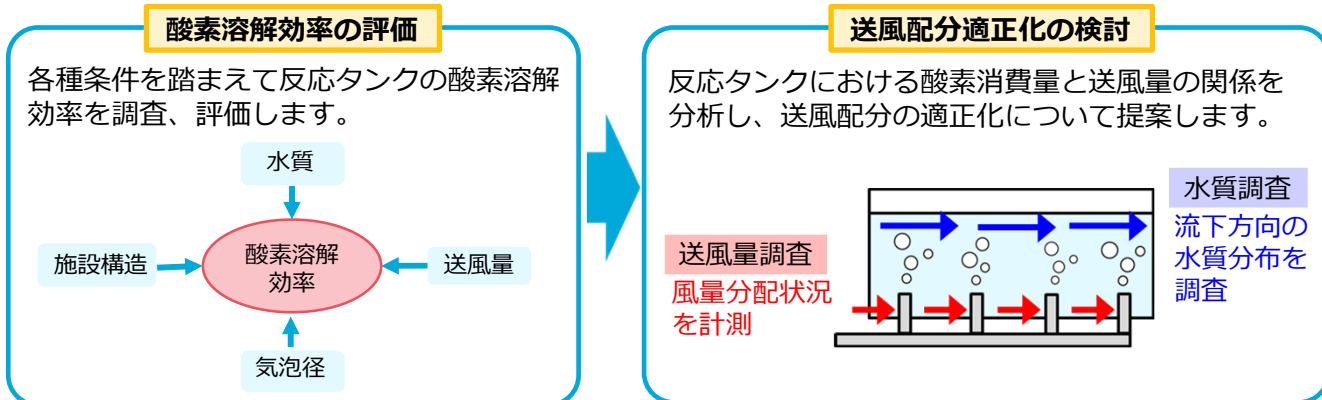 酸素溶解効率の評価
各種条件を踏まえて反応タンクの酸素溶解
効率を調査、評価します。
水質
施設構造
酸素溶解
効率
送風量
気泡径
送風配分適正化の検討
反応タンクにおける酸素消費量と送風量の関係を
分析し、送風配分の適正化について提案します。
送風量調査
風量分配状況
を計測
水質調査
流下方向の
水質分布を
調査